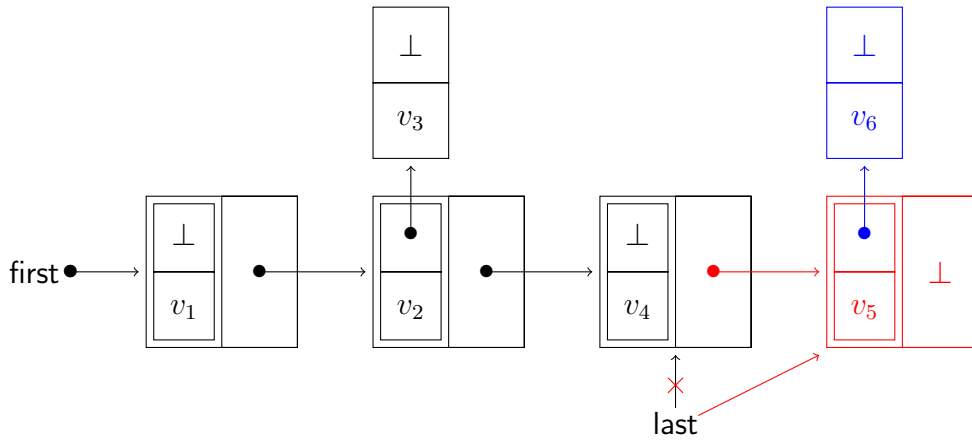 ⊥ ⊥
v₃ v₆
⊥ ⊥
first ⊥
v₁ v₂ v₄ v₅
last